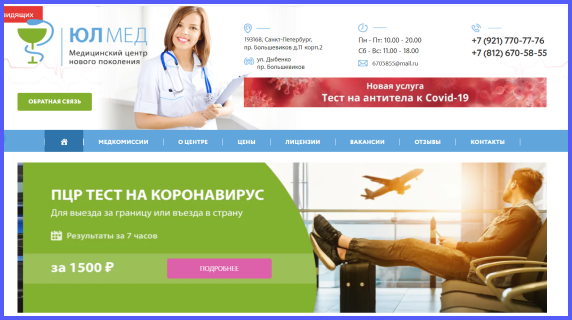 ЮЛ МЕД
Медицинский центр
нового поколения
ОБРАТНАЯ СВЯЗЬ
193168, Санкт-Петербург,
пр. Большевиков д.11 корп.2
ул. Дыбенко
пр. Большевиков
Пн - Пт: 10.00 - 20.00
Сб - Вс: 11.00 - 18.00
6705855@mail.ru
+7 (921) 770-77-76
+7 (812) 670-58-55
Новая услуга
Тест на антитела к Covid-19
МЕДКОМИССИИ
О ЦЕНТРЕ
ЦЕНЫ
ЛИЦЕНЗИИ
ВАКАНСИИ
ОТЗЫВЫ
КОНТАКТЫ
ПЦР ТЕСТ НА КОРОНАВИРУС
Для выезда за границу или въезда в страну
Результаты за 7 часов
за 1500 ₽
ПОДРОБНЕЕ